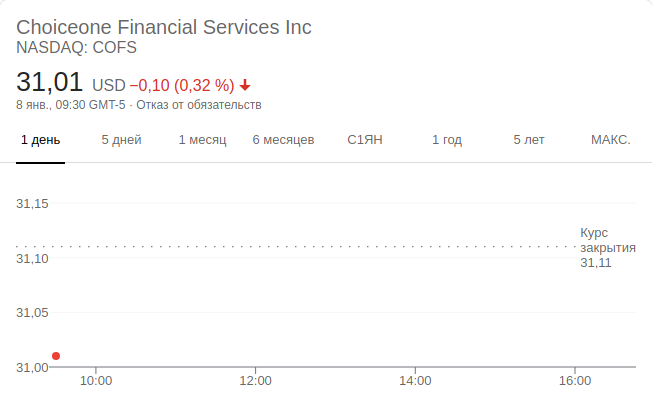 Choiceone Financial Services Inc
NASDAQ: COFS
31,01 USD −0,10 (0,32 %)
8 янв., 09:30 GMT-5 · Отказ от обязательств
1 день 5 дней 1 месяц 6 месяцев С1ЯН 1 год 5 лет МАКС.
31,15
Курс
закрытия
31,11
31,10
31,05
31,00
10:00 12:00 14:00 16:00